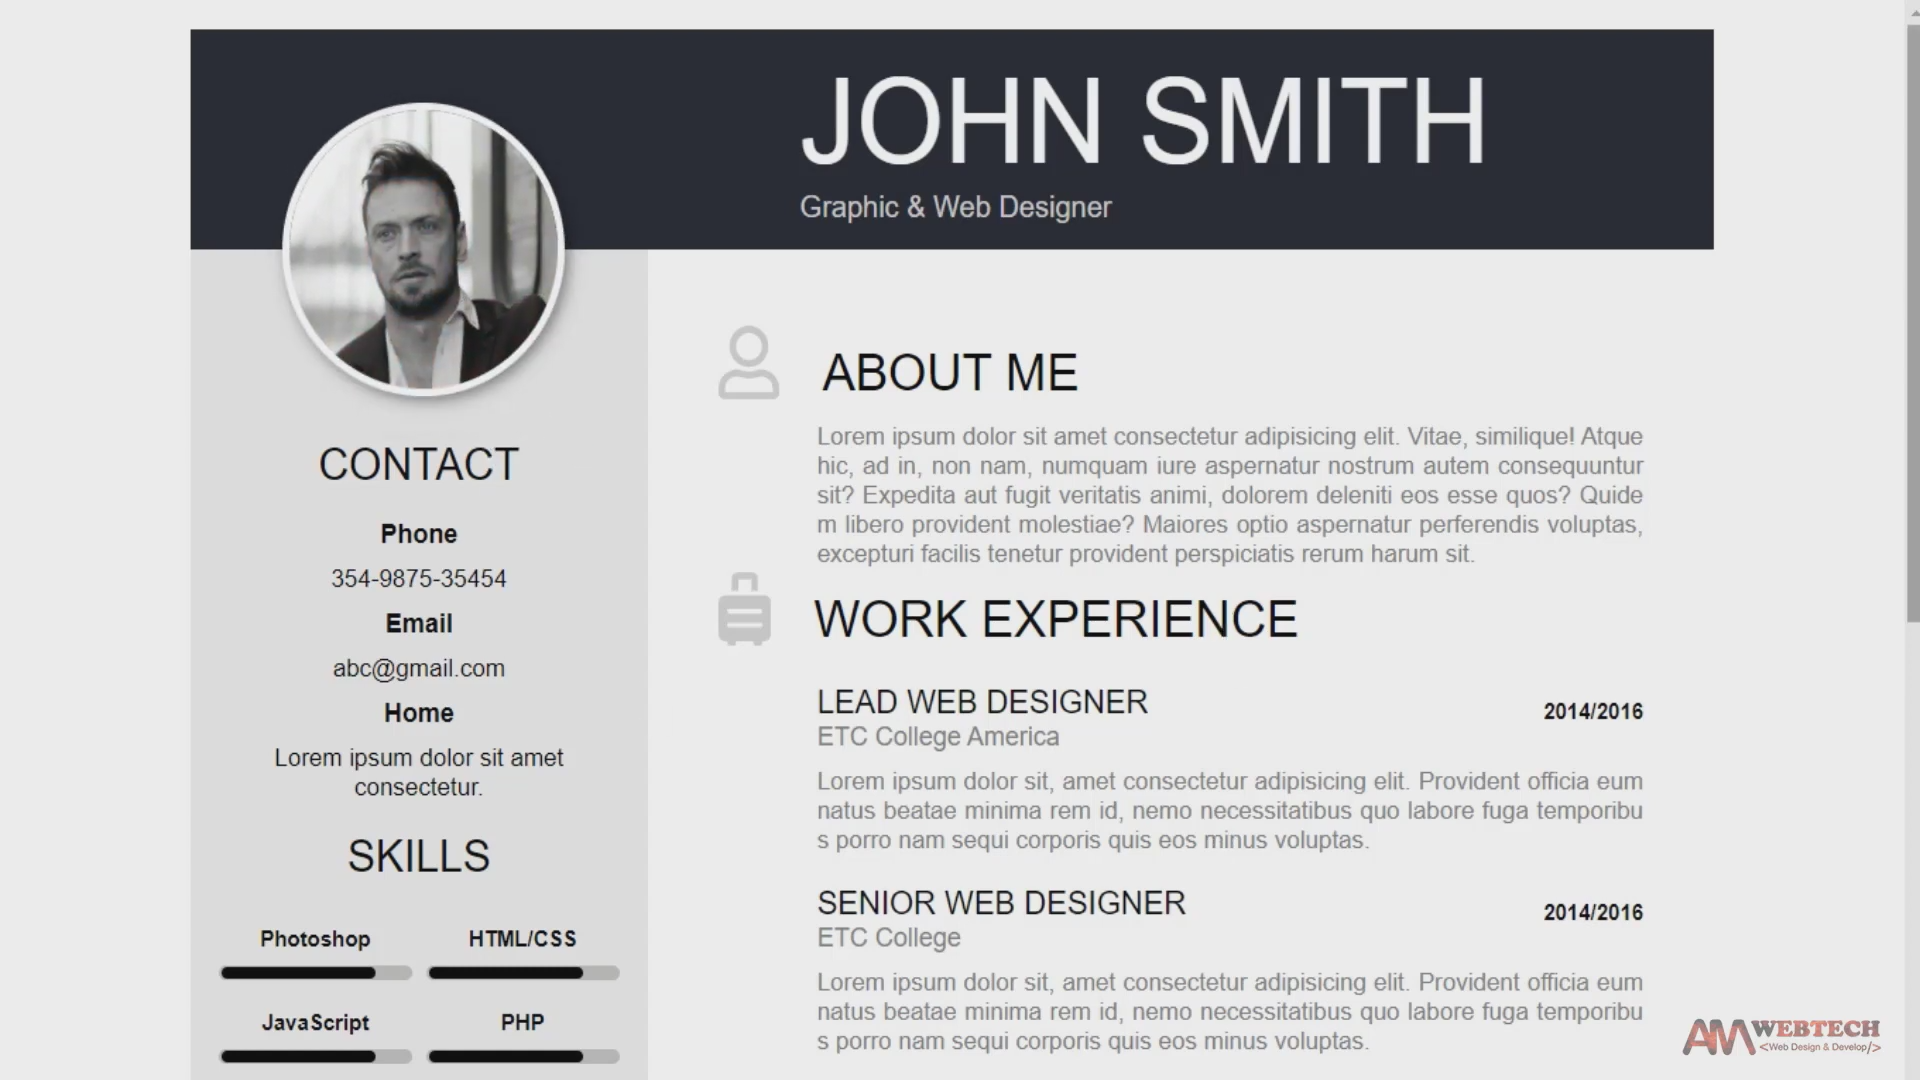 JOHN SMITH
Graphic & Web Designer
CONTACT
Phone
354-9875-35454
Email
abc@gmail.com
Home
Lorem ipsum dolor sit amet
consectetur.
SKILLS
Photoshop
HTML/CSS
JavaScript
PHP
ABOUT ME
Lorem ipsum dolor sit amet consectetur adipisicing elit. Vitae, similique! Atque
hic, ad in, non nam, numquam iure aspernatur nostrum autem consequuntur
sit? Expedita aut fugit veritatis animi, dolorem deleniti eos esse quos? Quide
m libero provident molestiae? Maiores optio aspernatur perferendis voluptas,
excepturi facilis tenetur provident perspiciatis rerum harum sit.
WORK EXPERIENCE
LEAD WEB DESIGNER
2014/2016
ETC College America
Lorem ipsum dolor sit, amet consectetur adipisicing elit. Provident officia eum
natus beatae minima rem id, nemo necessitatibus quo labore fuga temporibu
s porro nam sequi corporis quis eos minus voluptas.
SENIOR WEB DESIGNER
2014/2016
ETC College
Lorem ipsum dolor sit, amet consectetur adipisicing elit. Provident officia eum
natus beatae minima rem id, nemo necessitatibus quo labore fuga temporibu
s porro nam sequi corporis quis eos minus voluptas.
AM WEBTECH
<Web Design & Develop/>